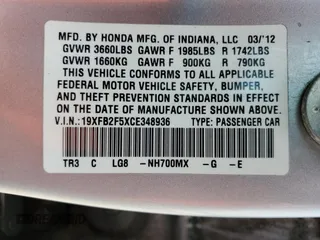 MFD. BY HONDA MFG. OF INDIANA, LLC 03/'12
GVWR 3660LBS GAWR F 1985LBS R 1742LBS
GVWR 1660KG GAWR F 900KG R 790KG
THIS VEHICLE CONFORMS TO ALL APPLICABLE
FEDERAL MOTOR VEHICLE SAFETY, BUMPER,
AND THEFT PREVENTION STANDARDS IN EFFECT
ON THE DATE OF MANUFACTURE SHOWN ABOVE.
V.I.N.: 19XFB2F5XCE348936 TYPE: PASSENGER CAR
TR3 C LG8 -NH700MX -G -E